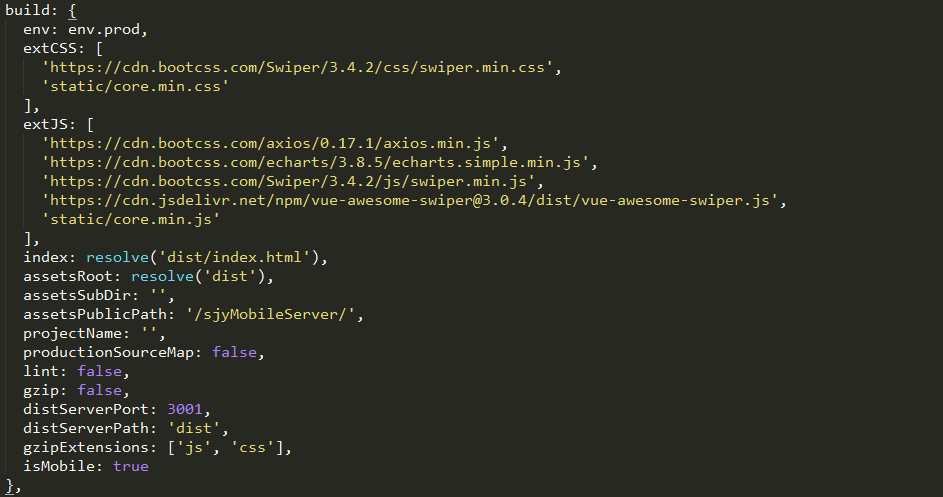 build: {
  env: env.prod,
  extCSS: [
    'https://cdn.bootcss.com/Swiper/3.4.2/css/swiper.min.css',
    'static/core.min.css'
  ],
  extJS: [
    'https://cdn.bootcss.com/axios/0.17.1/axios.min.js',
    'https://cdn.bootcss.com/echarts/3.8.5/echarts.simple.min.js',
    'https://cdn.bootcss.com/Swiper/3.4.2/js/swiper.min.js',
    'https://cdn.jsdelivr.net/npm/vue-awesome-swiper@3.0.4/dist/vue-awesome-swiper.js',
    'static/core.min.js'
  ],
  index: resolve('dist/index.html'),
  assetsRoot: resolve('dist'),
  assetsSubDir: '',
  assetsPublicPath: '/sjyMobileServer/',
  projectName: '',
  productionSourceMap: false,
  lint: false,
  gzip: false,
  distServerPort: 3001,
  distServerPath: 'dist',
  gzipExtensions: ['js', 'css'],
  isMobile: true
},